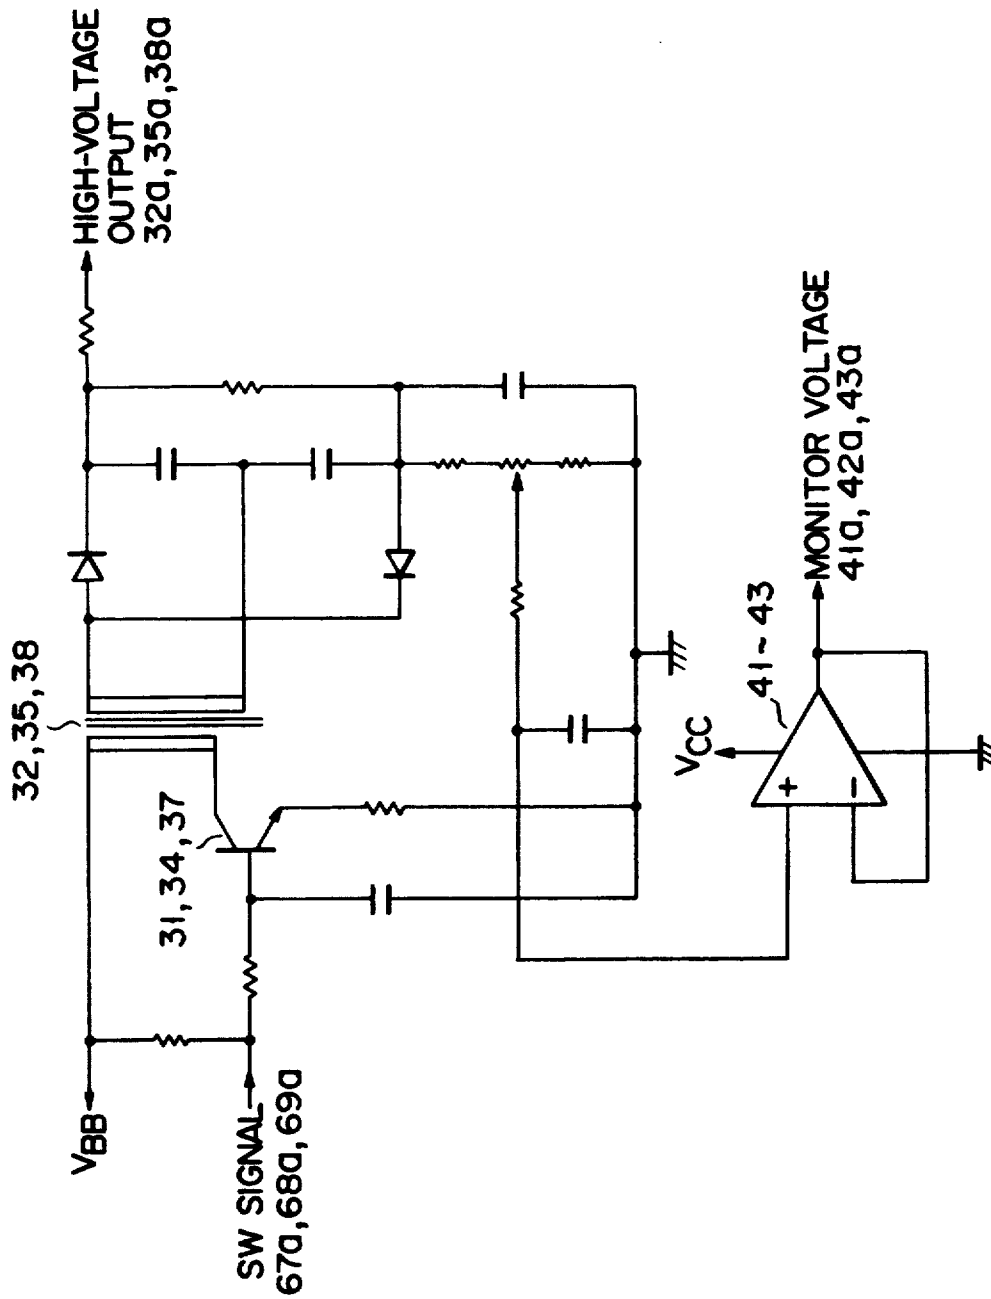 32,35,38
HIGH-VOLTAGE
OUTPUT
32a,35a,38a
VBB
31,34,37
SW SIGNAL
67a,68a,69a
VCC
41~43
+
−
MONITOR VOLTAGE
41a,42a,43a